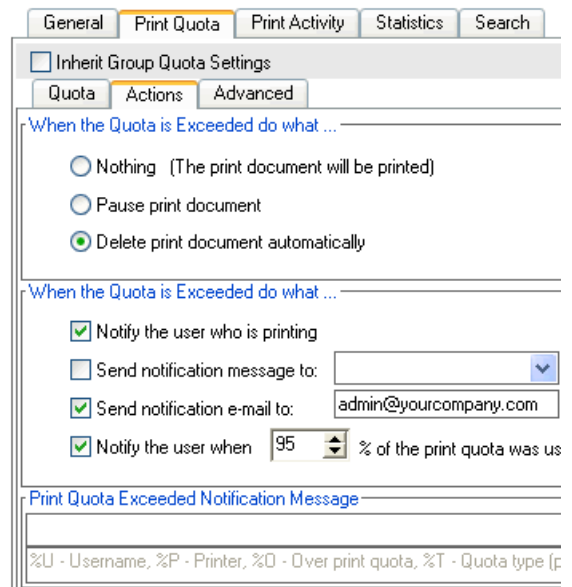 General Print Quota Print Activity Statistics Search
Inherit Group Quota Settings
Quota Actions Advanced
When the Quota is Exceeded do what ...
Nothing (The print document will be printed)
Pause print document
Delete print document automatically
When the Quota is Exceeded do what ...
Notify the user who is printing
Send notification message to:
Send notification e-mail to: admin@yourcompany.com
Notify the user when 95 % of the print quota was us
Print Quota Exceeded Notification Message
%U - Username, %P - Printer, %O - Over print quota, %T - Quota type (p